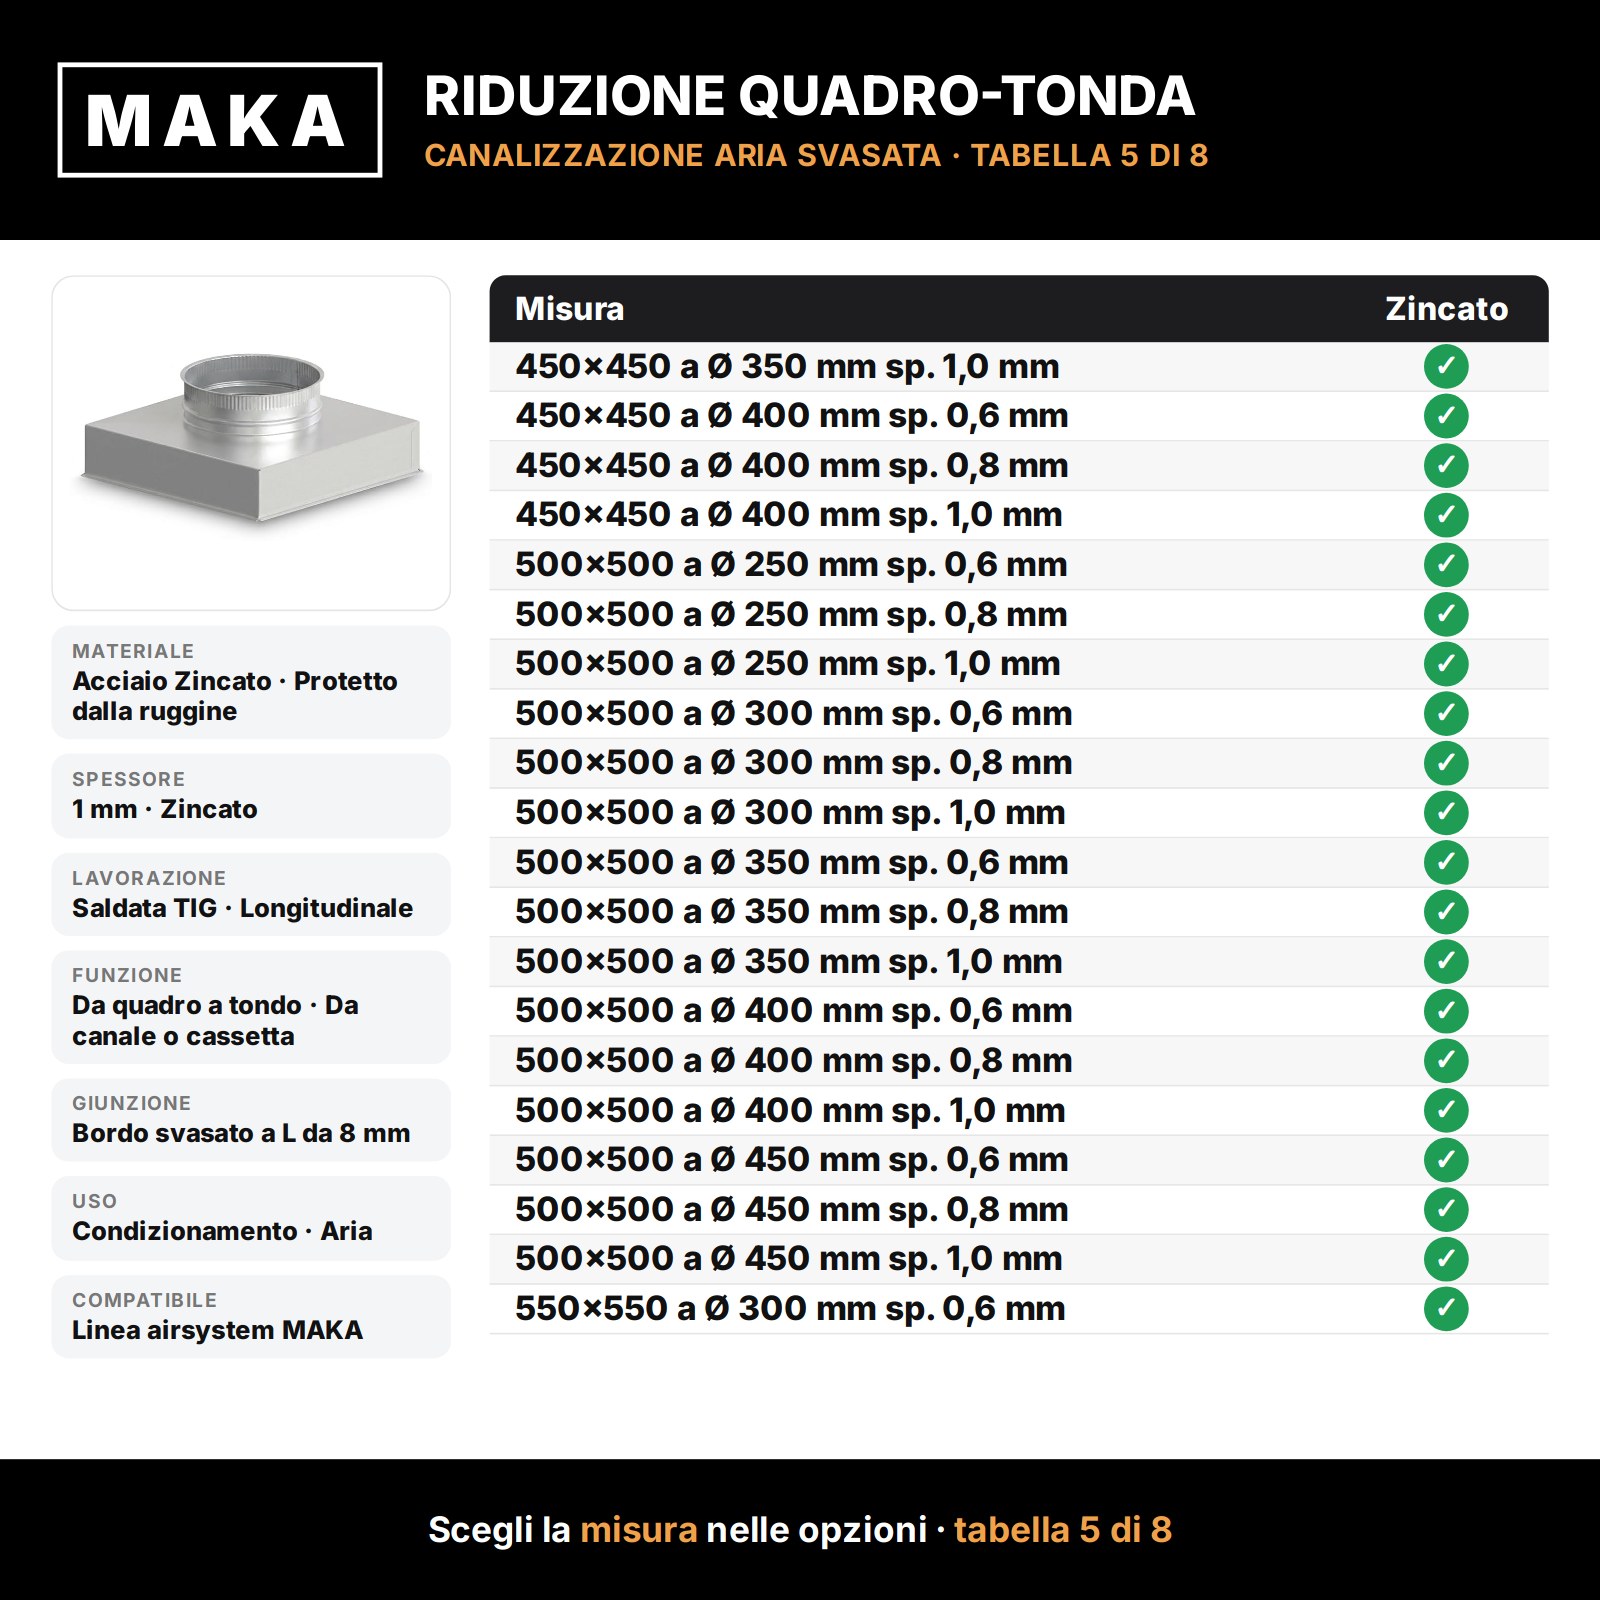 MAKA
RIDUZIONE QUADRO-TONDA
CANALIZZAZIONE ARIA SVASATA · TABELLA 5 DI 8
MATERIALE
Acciaio Zincato · Protetto
dalla ruggine
SPESSORE
1 mm · Zincato
LAVORAZIONE
Saldata TIG · Longitudinale
FUNZIONE
Da quadro a tondo · Da
canale o cassetta
GIUNZIONE
Bordo svasato a L da 8 mm
USO
Condizionamento · Aria
COMPATIBILE
Linea airsystem MAKA
Misura Zincato
450×450 a Ø 350 mm sp. 1,0 mm ✓
450×450 a Ø 400 mm sp. 0,6 mm ✓
450×450 a Ø 400 mm sp. 0,8 mm ✓
450×450 a Ø 400 mm sp. 1,0 mm ✓
500×500 a Ø 250 mm sp. 0,6 mm ✓
500×500 a Ø 250 mm sp. 0,8 mm ✓
500×500 a Ø 250 mm sp. 1,0 mm ✓
500×500 a Ø 300 mm sp. 0,6 mm ✓
500×500 a Ø 300 mm sp. 0,8 mm ✓
500×500 a Ø 300 mm sp. 1,0 mm ✓
500×500 a Ø 350 mm sp. 0,6 mm ✓
500×500 a Ø 350 mm sp. 0,8 mm ✓
500×500 a Ø 350 mm sp. 1,0 mm ✓
500×500 a Ø 400 mm sp. 0,6 mm ✓
500×500 a Ø 400 mm sp. 0,8 mm ✓
500×500 a Ø 400 mm sp. 1,0 mm ✓
500×500 a Ø 450 mm sp. 0,6 mm ✓
500×500 a Ø 450 mm sp. 0,8 mm ✓
500×500 a Ø 450 mm sp. 1,0 mm ✓
550×550 a Ø 300 mm sp. 0,6 mm ✓
Scegli la misura nelle opzioni · tabella 5 di 8